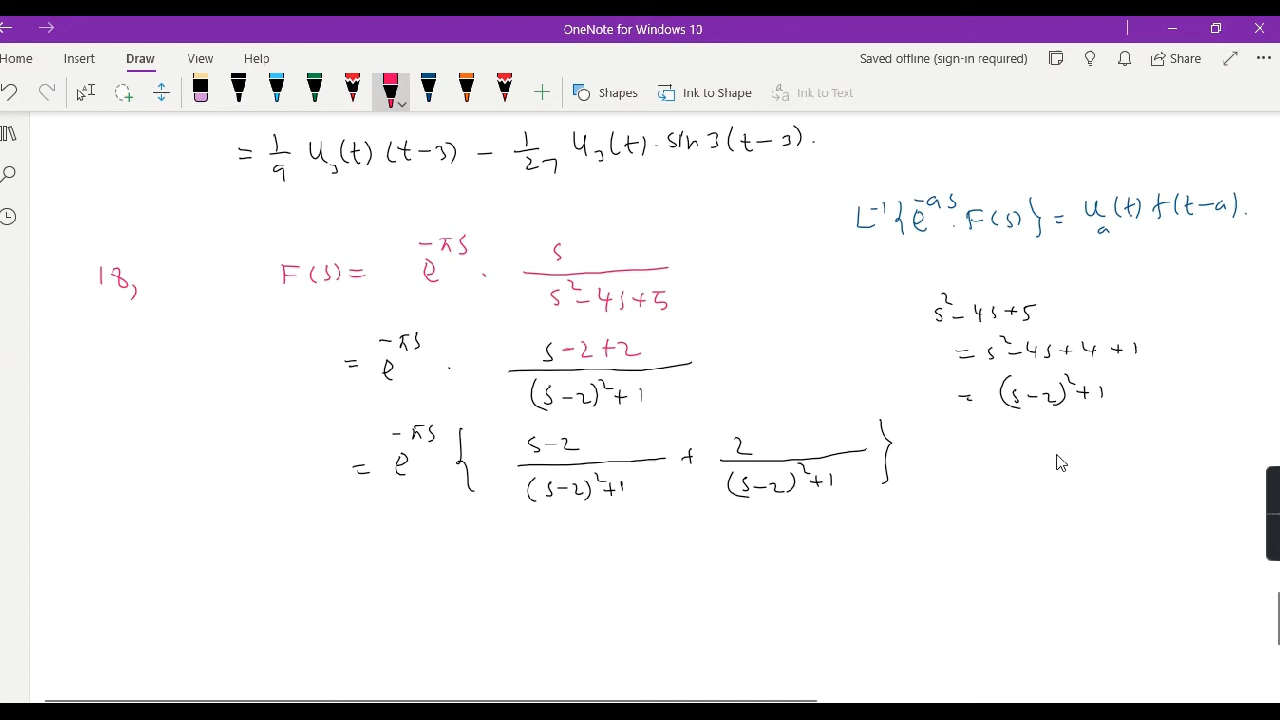 OneNote for Windows 10
Home Insert Draw View Help Saved offline (sign-in required) Share
Shapes Ink to Shape Ink to Text
= 1/9 u₃(t) (t-3) - 1/27 u₃(t) · sin 3(t-3).
L⁻¹{e^(-as) · F(s)} = u_a(t) f(t-a).
18, F(s) = e^(-πs) · s/(s²-4s+5)
s²-4s+5
= e^(-πs) · (s-2+2)/((s-2)²+1)
= s²-4s+4+1
= (s-2)²+1
= e^(-πs) { (s-2)/((s-2)²+1) + 2/((s-2)²+1) }